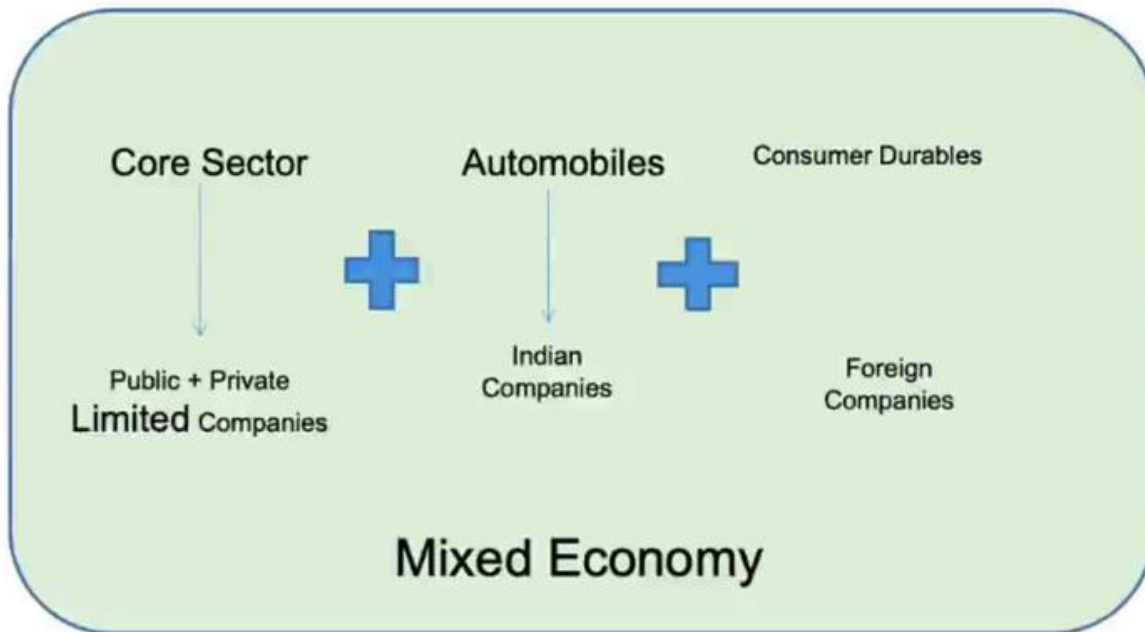 Core Sector
Automobiles
Consumer Durables
Public + Private
Limited Companies
Indian
Companies
Foreign
Companies
Mixed Economy